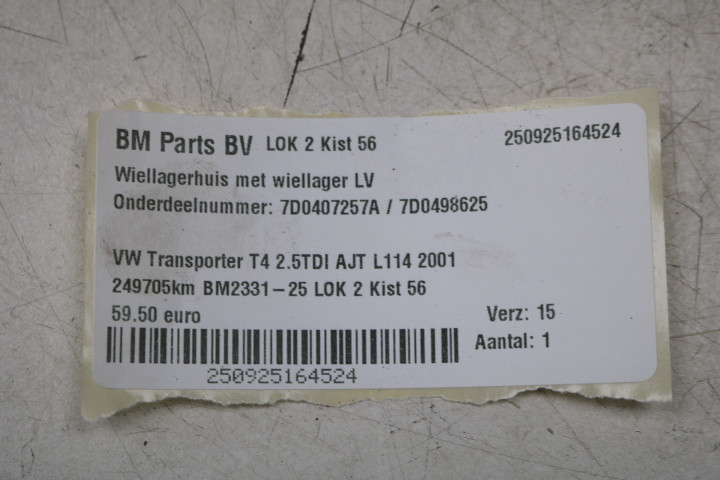 BM Parts BV LOK 2 Kist 56 250925164524
Wiellagerhuis met wiellager LV
Onderdeelnummer: 7D0407257A / 7D0498625
VW Transporter T4 2.5TDI AJT L114 2001
249705km BM2331-25 LOK 2 Kist 56
59.50 euro Verz: 15
Aantal: 1
250925164524